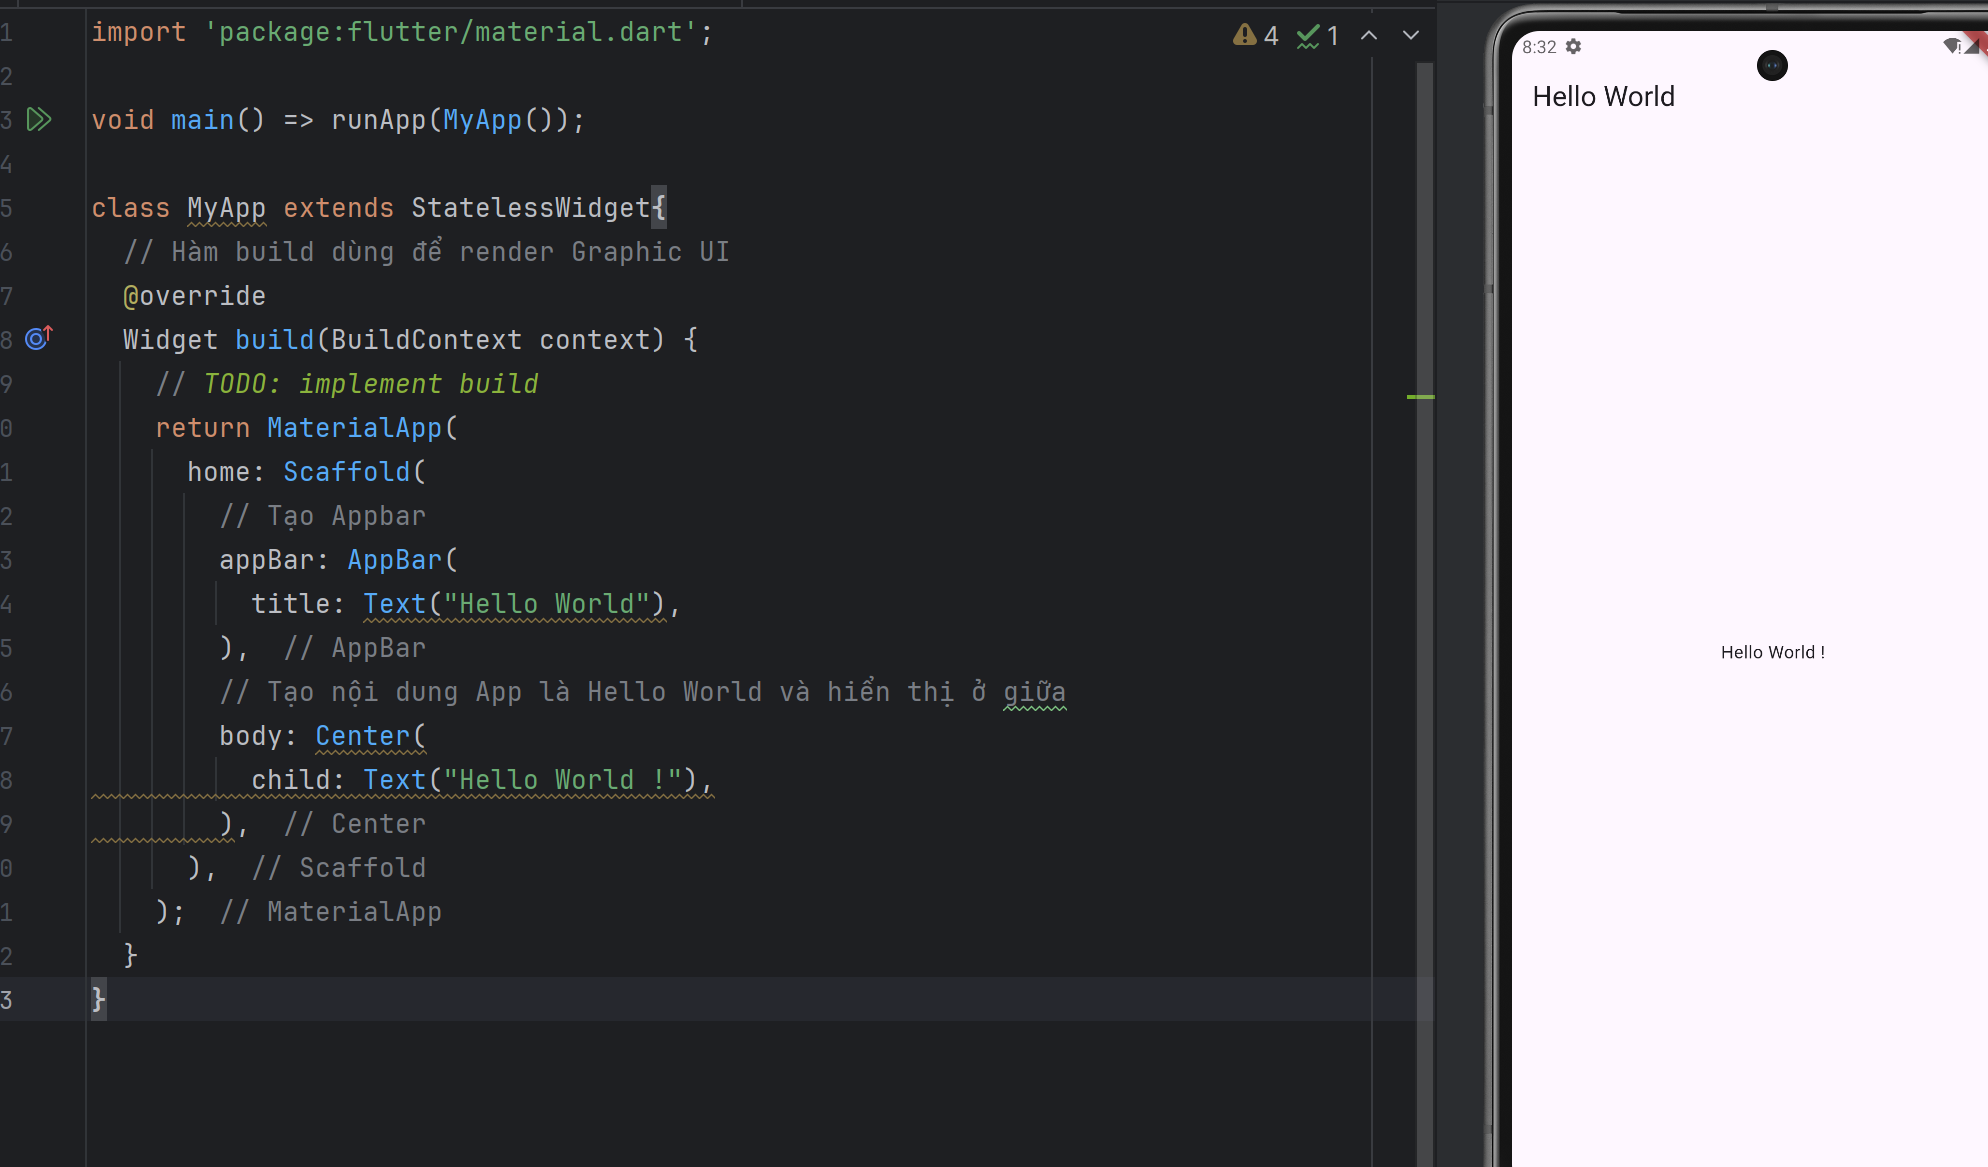 1 import 'package:flutter/material.dart';
2
3 void main() => runApp(MyApp());
4
5 class MyApp extends StatelessWidget{
6 // Hàm build dùng để render Graphic UI
7 @override
8 Widget build(BuildContext context) {
9 // TODO: implement build
0 return MaterialApp(
1 home: Scaffold(
2 // Tạo Appbar
3 appBar: AppBar(
4 title: Text("Hello World"),
5 ), // AppBar
6 // Tạo nội dung App là Hello World và hiển thị ở giữa
7 body: Center(
8 child: Text("Hello World !"),
9 ), // Center
0 ), // Scaffold
1 ); // MaterialApp
2 }
3 }
4 1
8:32
Hello World
Hello World !